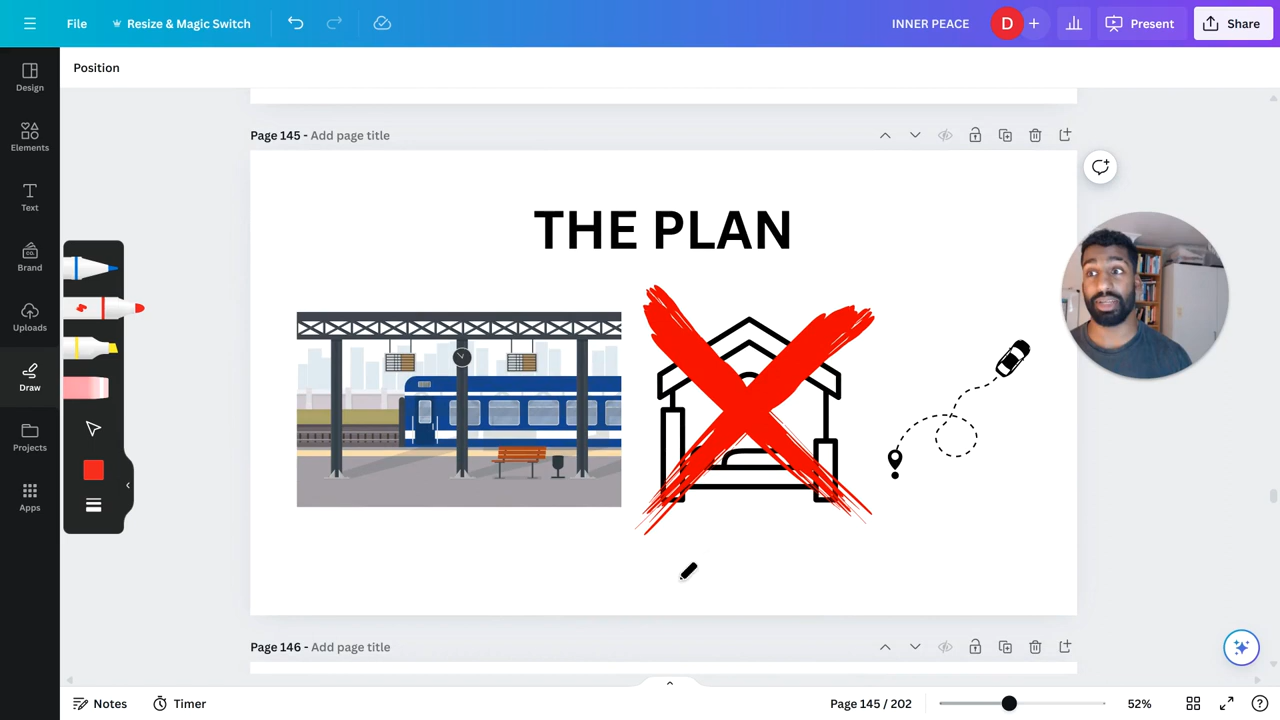 File
Resize & Magic Switch
INNER PEACE
D
Present
Share
Position
Design
Elements
Text
Brand
Uploads
Draw
Projects
Apps
Page 145 - Add page title
THE PLAN
Page 146 - Add page title
Notes
Timer
Page 145 / 202
52%